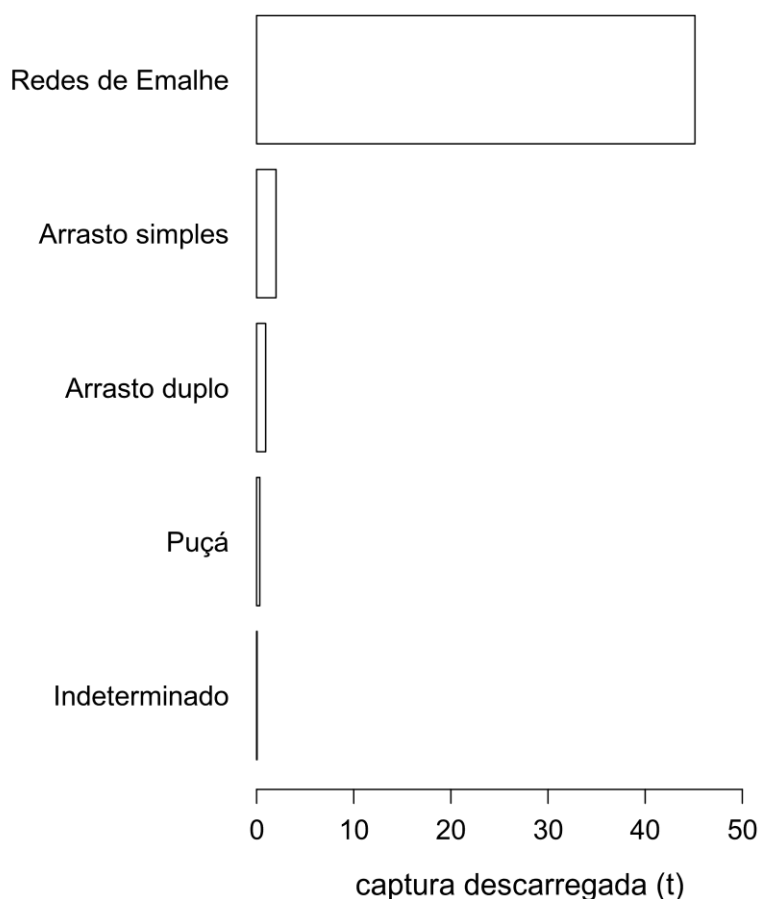 Redes de Emalhe
Arrasto simples
Arrasto duplo
Puçá
Indeterminado
0 10 20 30 40 50
captura descarregada (t)